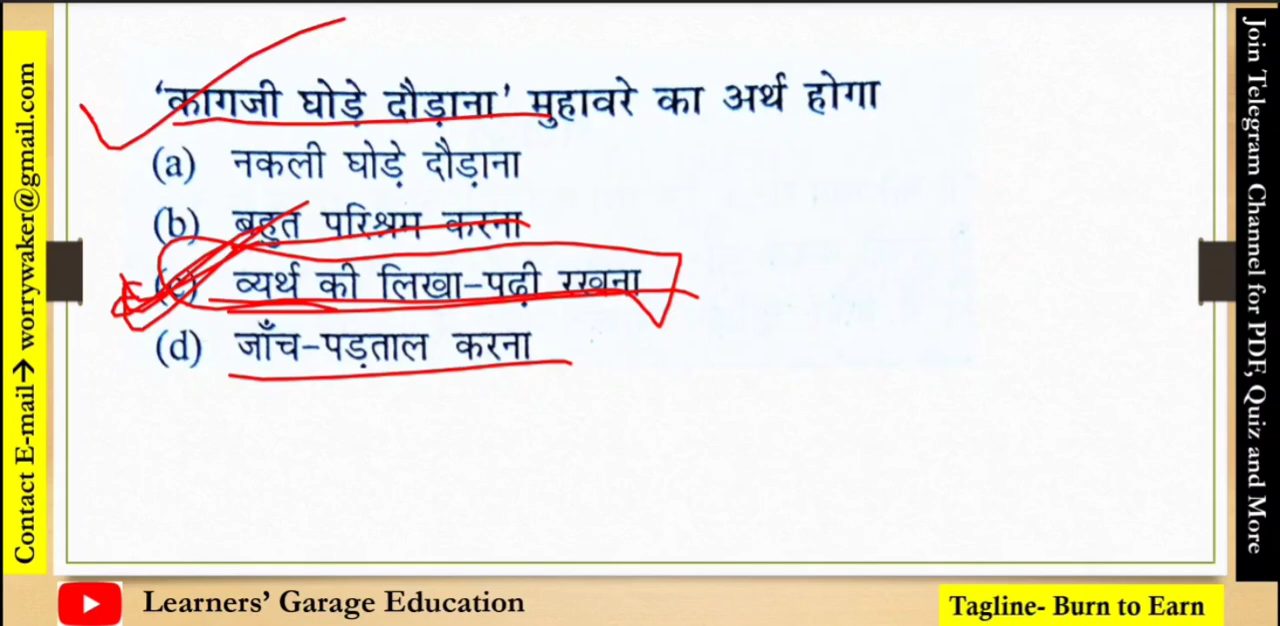 Contact E-mail→ worrywaker@gmail.com
'कागजी घोड़े दौड़ाना' मुहावरे का अर्थ होगा
(a) नकली घोड़े दौड़ाना
(b) बहुत परिश्रम करना
(c) व्यर्थ की लिखा-पढ़ी रखना
(d) जाँच-पड़ताल करना
Join Telegram Channel for PDF, Quiz and More
Learners' Garage Education
Tagline- Burn to Earn